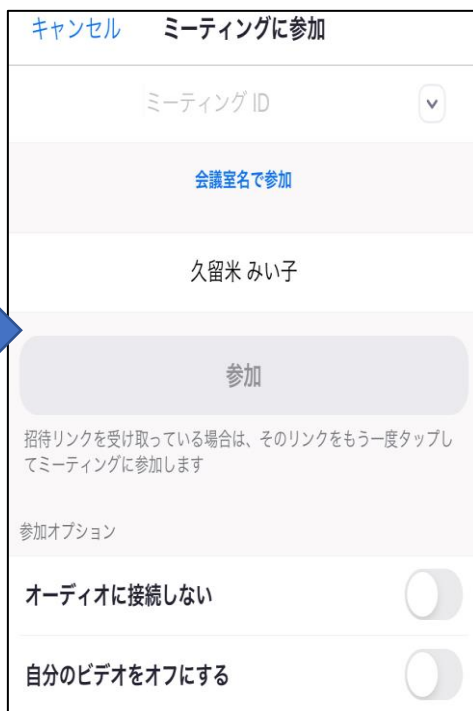 キャンセル ミーティングに参加
ミーティング ID
会議室名で参加
久留米 みい子
参加
招待リンクを受け取っている場合は、そのリンクをもう一度タップし
てミーティングに参加します
参加オプション
オーディオに接続しない
自分のビデオをオフにする